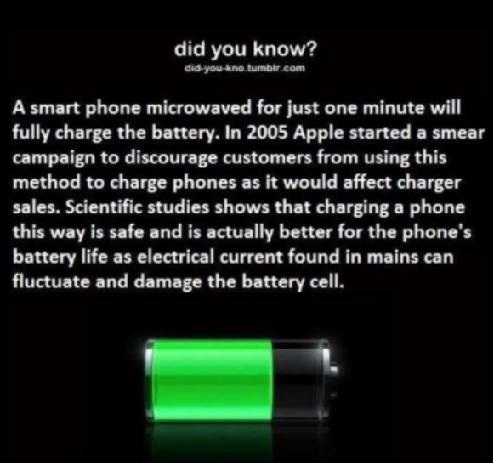 did you know?
did-you-kno.tumblr.com
A smart phone microwaved for just one minute will
fully charge the battery. In 2005 Apple started a smear
campaign to discourage customers from using this
method to charge phones as it would affect charger
sales. Scientific studies shows that charging a phone
this way is safe and is actually better for the phone's
battery life as electrical current found in mains can
fluctuate and damage the battery cell.